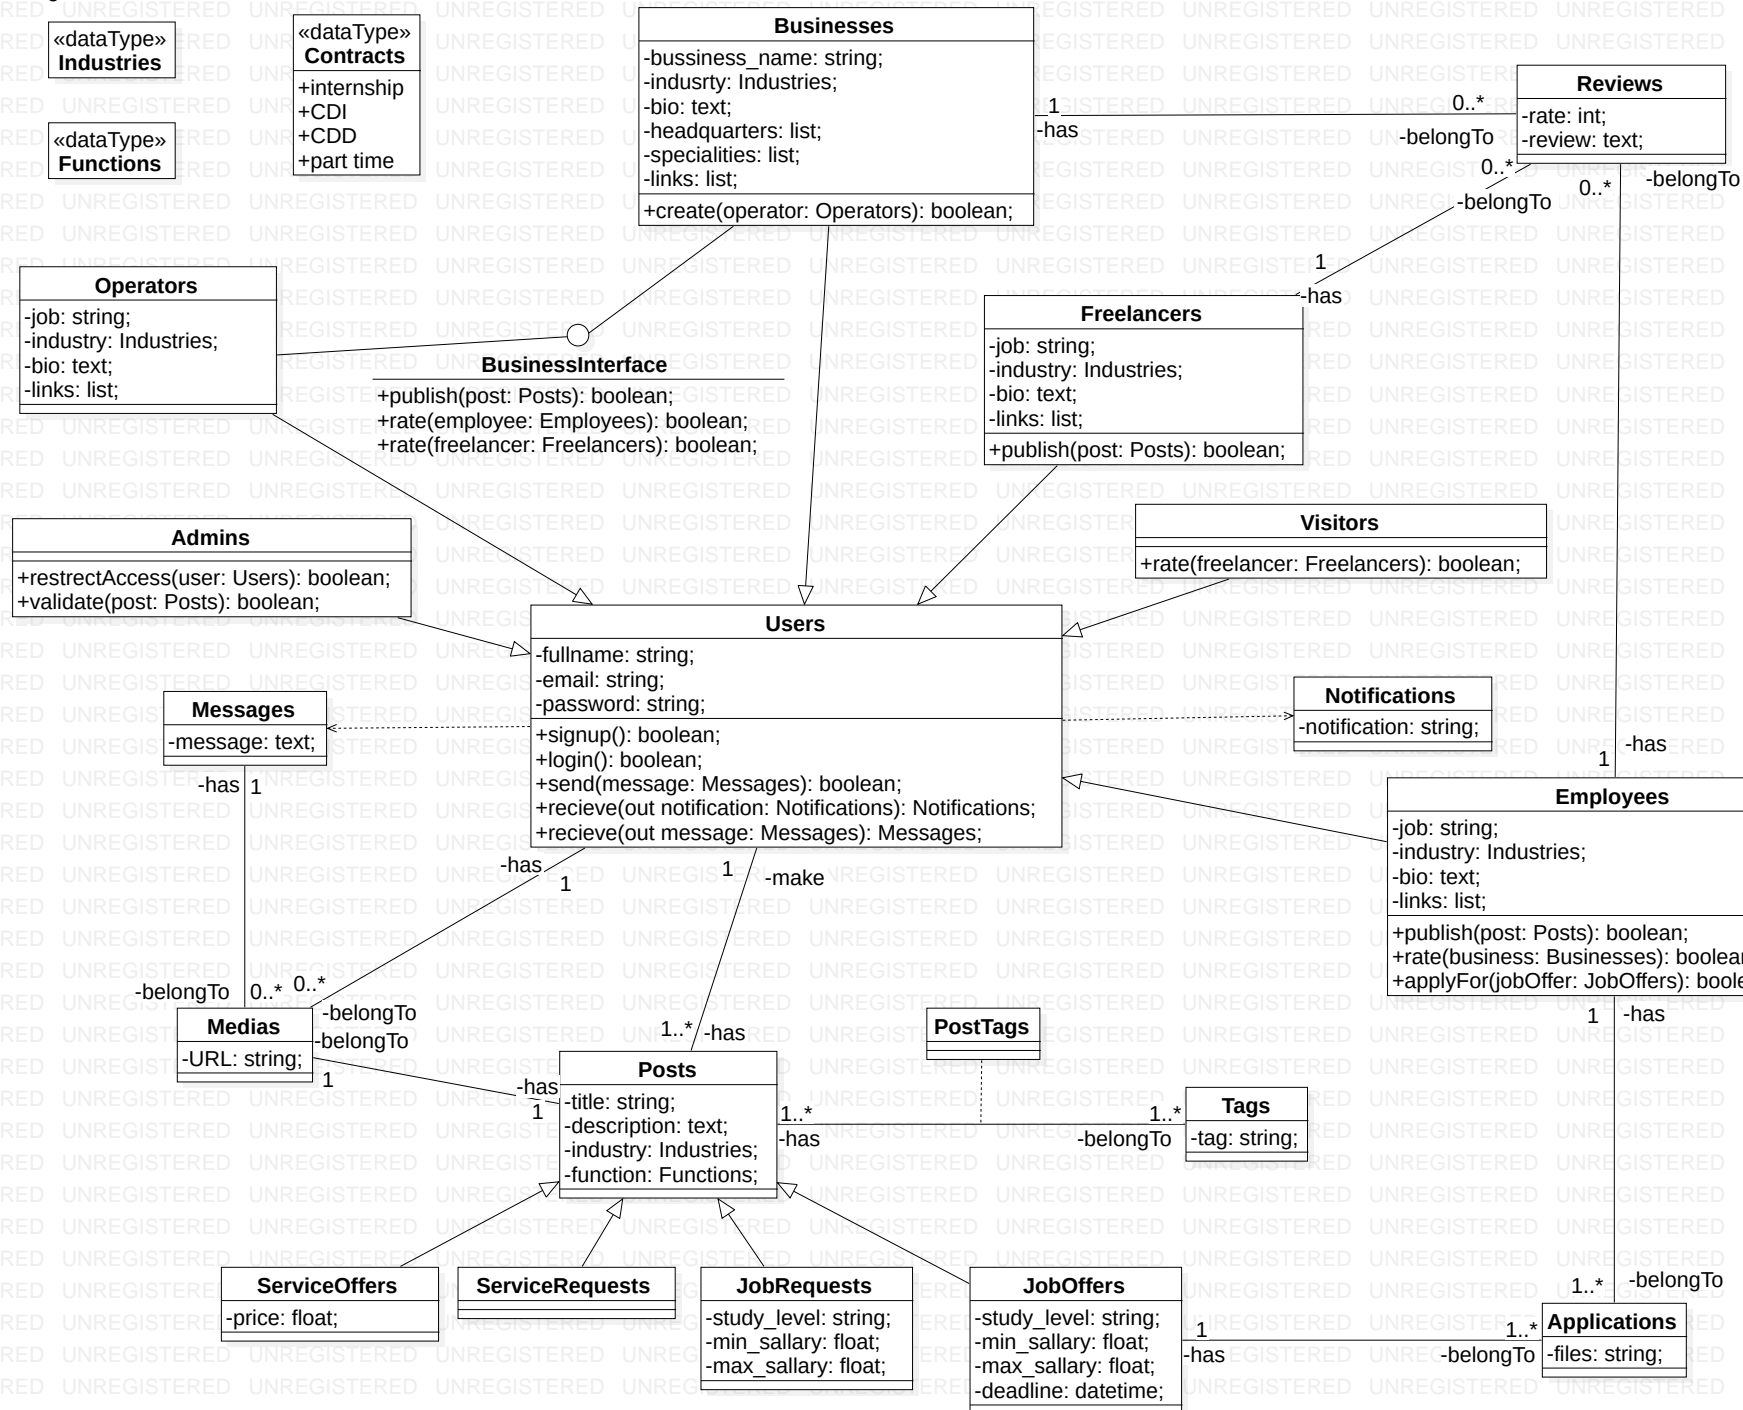 «dataType»
Industries
«dataType»
Functions
«dataType»
Contracts
+internship
+CDI
+CDD
+part time
Businesses
-bussiness_name: string;
-indusrty: Industries;
-bio: text;
-headquarters: list;
-specialities: list;
-links: list;
+create(operator: Operators): boolean;
1
-has
0..*
-belongTo
Reviews
-rate: int;
-review: text;
0..*
-belongTo
0..*
-belongTo
1
-has
Operators
-job: string;
-industry: Industries;
-bio: text;
-links: list;
BusinessInterface
+publish(post: Posts): boolean;
+rate(employee: Employees): boolean;
+rate(freelancer: Freelancers): boolean;
Freelancers
-job: string;
-industry: Industries;
-bio: text;
-links: list;
+publish(post: Posts): boolean;
Admins
+restrectAccess(user: Users): boolean;
+validate(post: Posts): boolean;
Visitors
+rate(freelancer: Freelancers): boolean;
Users
-fullname: string;
-email: string;
-password: string;
+signup(): boolean;
+login(): boolean;
+send(message: Messages): boolean;
+recieve(out notification: Notifications): Notifications;
+recieve(out message: Messages): Messages;
Messages
-message: text;
Notifications
-notification: string;
-has
1
-has
1
Employees
-job: string;
-industry: Industries;
-bio: text;
-links: list;
+publish(post: Posts): boolean;
+rate(business: Businesses): boolean
+applyFor(jobOffer: JobOffers): boole
-has
1
1
-make
-belongTo
0..*
0..*
-belongTo
Medias
-URL: string;
-belongTo
1
-has
1
1..*
-has
Posts
-title: string;
-description: text;
-industry: Industries;
-function: Functions;
PostTags
1..*
-has
1..*
-belongTo
Tags
-tag: string;
1
-has
ServiceOffers
-price: float;
ServiceRequests
JobRequests
-study_level: string;
-min_sallary: float;
-max_sallary: float;
JobOffers
-study_level: string;
-min_sallary: float;
-max_sallary: float;
-deadline: datetime;
1
-has
1..*
-belongTo
1..*
-belongTo
Applications
-files: string;
UNREGISTERED